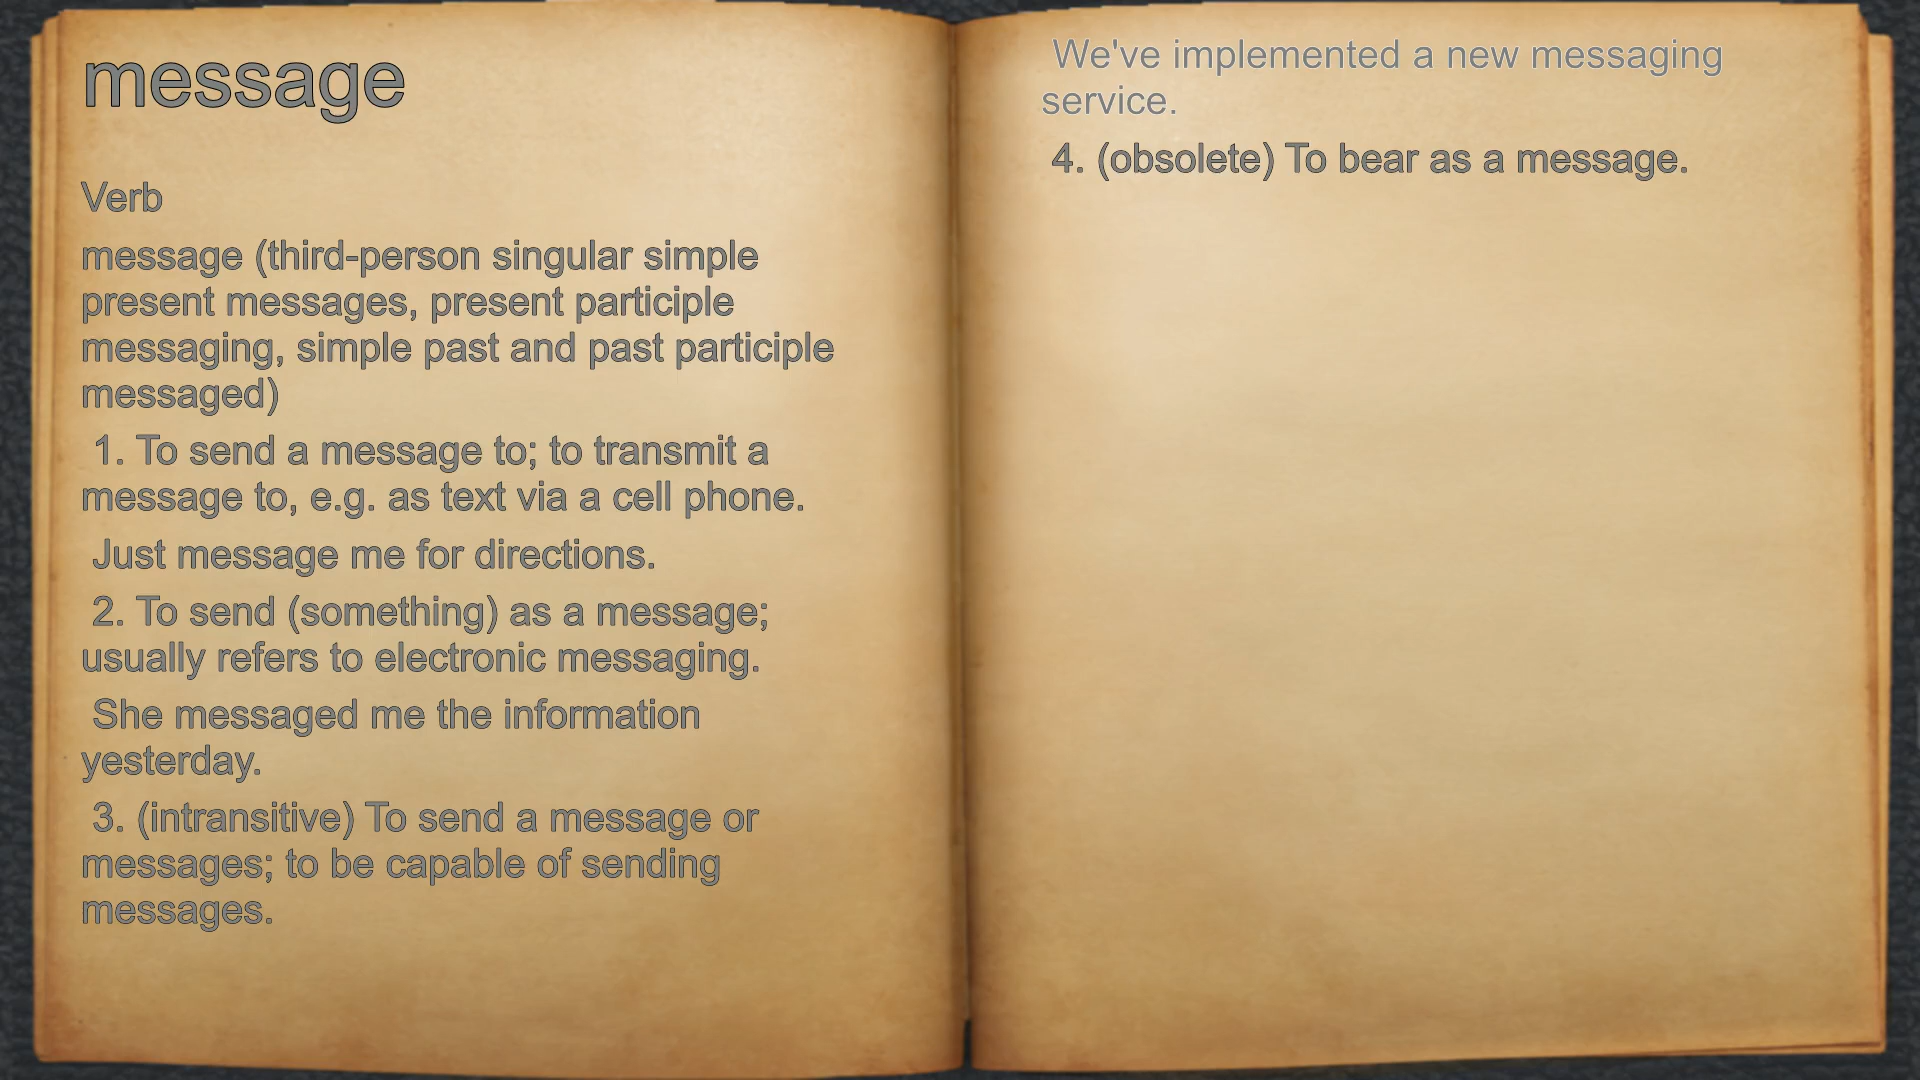 message
Verb
message (third-person singular simple
present messages, present participle
messaging, simple past and past participle
messaged)
1. To send a message to; to transmit a
message to, e.g. as text via a cell phone.
Just message me for directions.
2. To send (something) as a message;
usually refers to electronic messaging.
She messaged me the information
yesterday.
3. (intransitive) To send a message or
messages; to be capable of sending
messages.
We've implemented a new messaging
service.
4. (obsolete) To bear as a message.